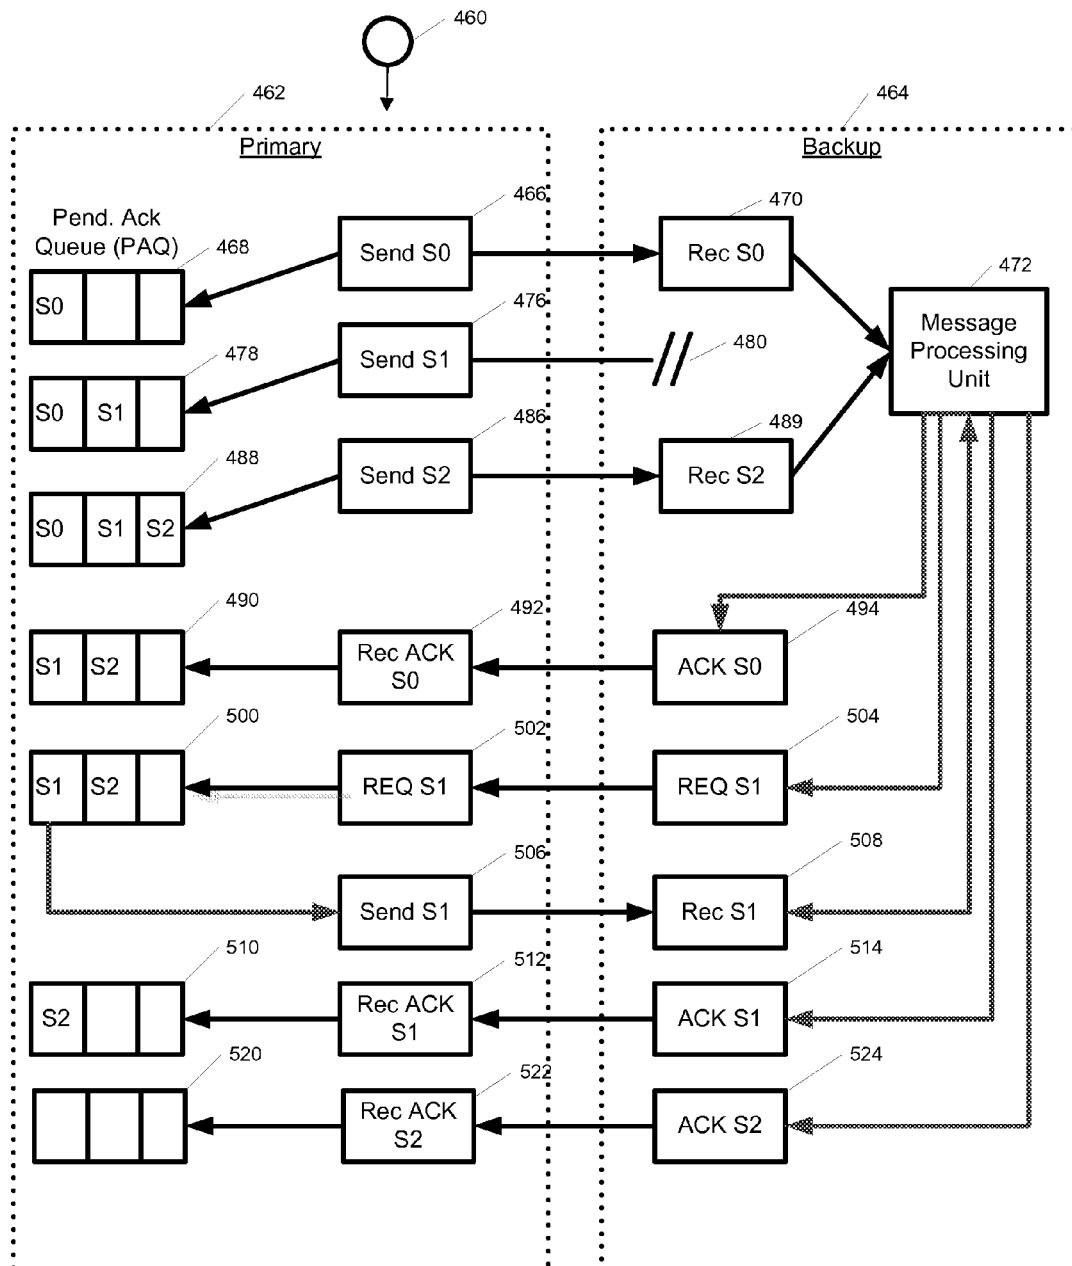 460
462
464
Primary
Backup
Pend. Ack
Queue (PAQ)
466
470
468
Send S0
Rec S0
472
S0
476
Message
Processing
Unit
478
Send S1
480
S0 S1
486
489
488
Send S2
Rec S2
S0 S1 S2
490
492
494
S1 S2
Rec ACK
S0
ACK S0
500
502
504
S1 S2
REQ S1
REQ S1
506
508
Send S1
Rec S1
510
512
514
S2
Rec ACK
S1
ACK S1
520
522
524
Rec ACK
S2
ACK S2